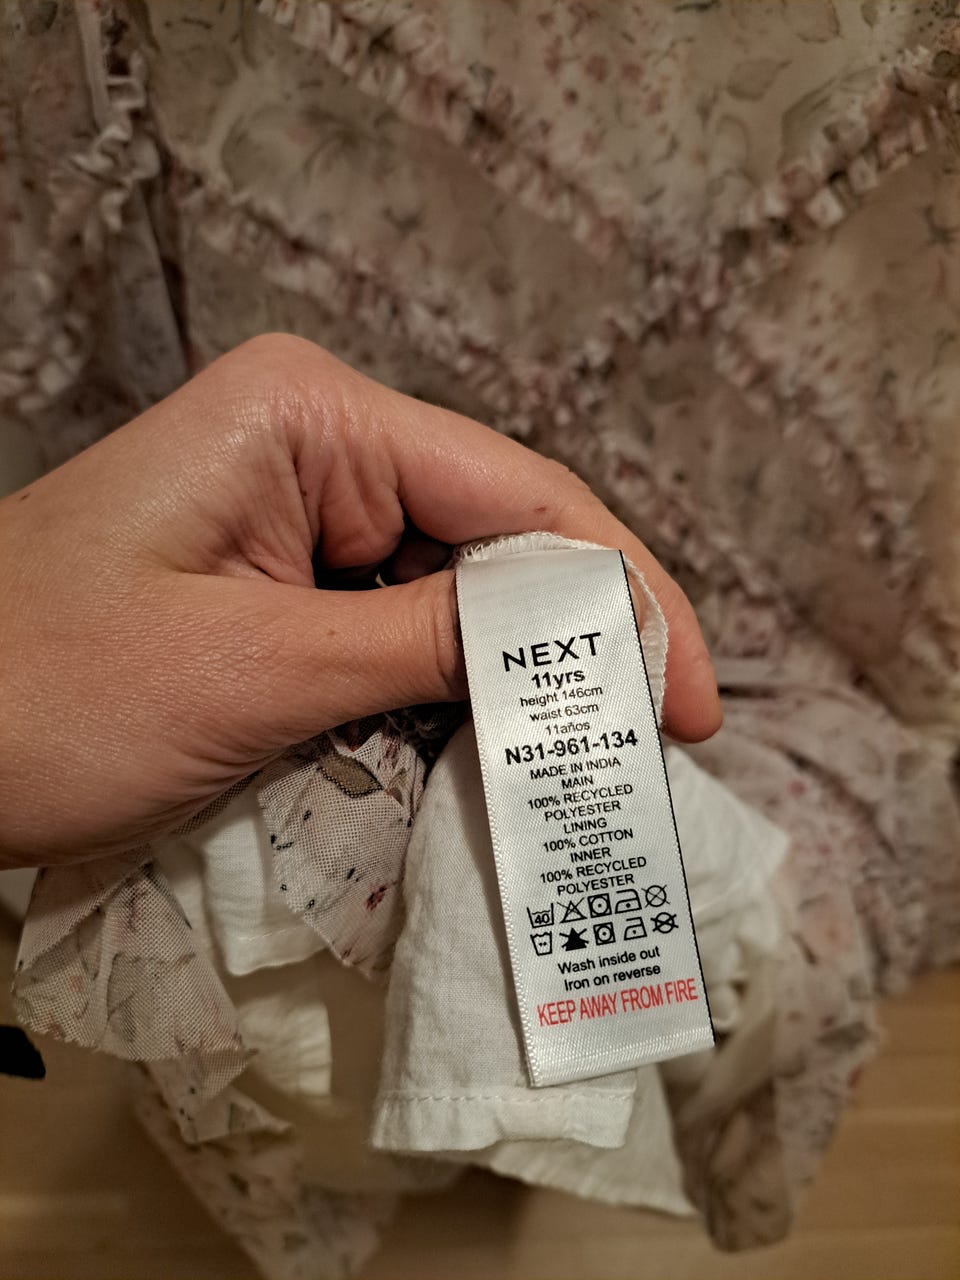 NEXT
11yrs
height 146cm
waist 63cm
11años
N31-961-134
MADE IN INDIA
MAIN
100% RECYCLED
POLYESTER
LINING
100% COTTON
INNER
100% RECYCLED
POLYESTER
40
Wash inside out
Iron on reverse
KEEP AWAY FROM FIRE